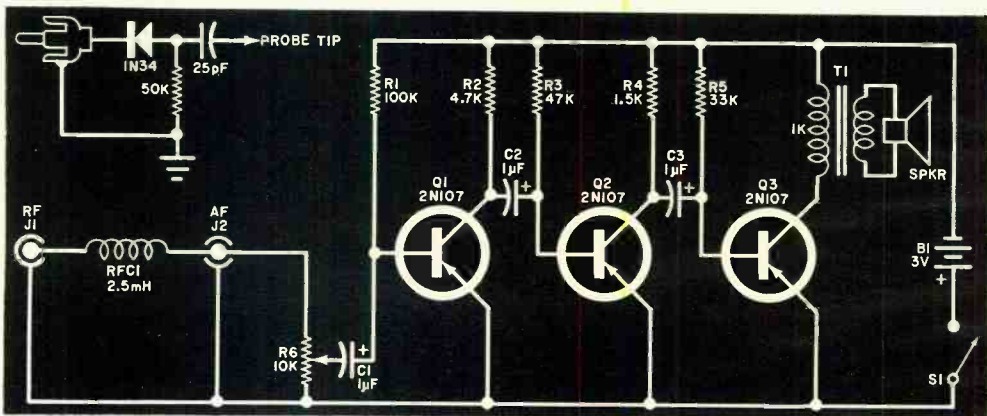 1N34
25pF
PROBE TIP
50K
R1
100K
R2
4.7K
R3
47K
R4
1.5K
R5
33K
T1
1K
SPKR
C2
1µF
+
C3
1µF
+
Q1
2N107
Q2
2N107
Q3
2N107
B1
3V
+
RF
J1
AF
J2
RFC1
2.5mH
R6
10K
+
C1
1µF
S1